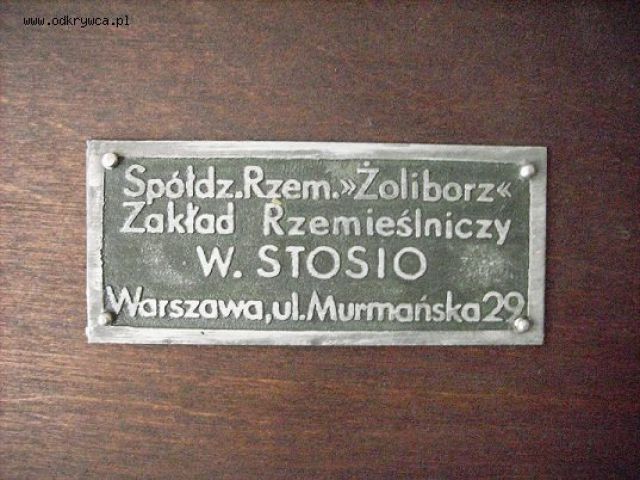 www.odkrywca.pl
Spółdz.Rzem.»Żoliborz«
Zakład Rzemieślniczy
W. STOSIO
Warszawa,ul.Murmańska 29